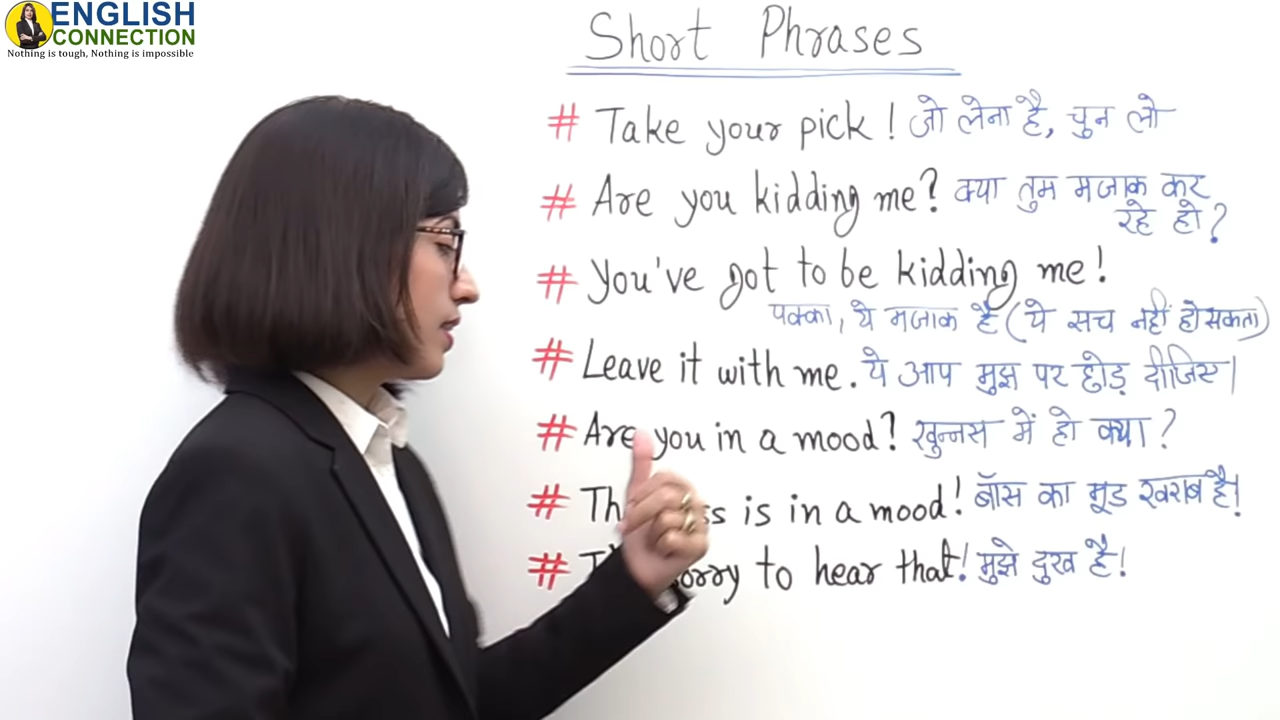 ENGLISH
CONNECTION
Nothing is tough, Nothing is impossible
Short Phrases
# Take your pick! जो लेना है, चुन लो
# Are you kidding me? क्या तुम मजाक कर
रहे हो?
# You've got to be kidding me!
पक्का, ये मजाक है (ये सच नहीं हो सकता)
# Leave it with me. ये आप मुझ पर छोड़ दीजिए।
# Are you in a mood? खुन्नस में हो क्या?
# is in a mood! बॉस का मूड खराब है!
# to hear that! मुझे दुख है!